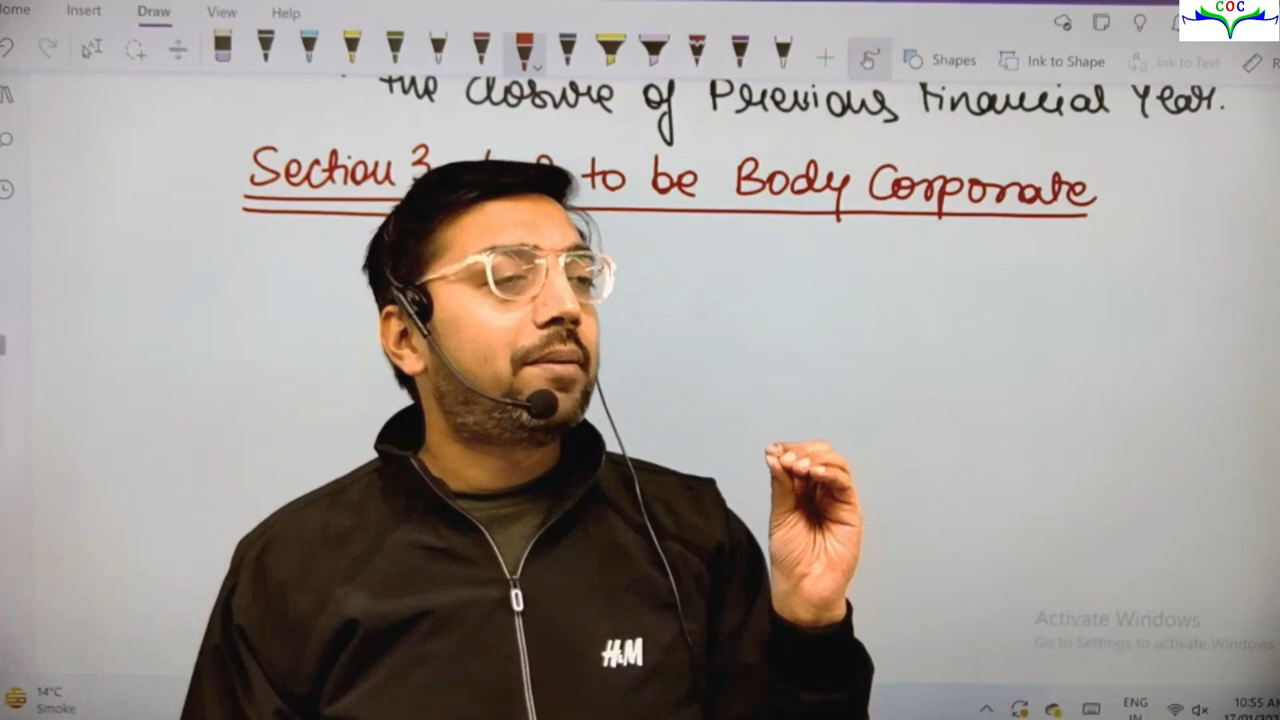 Home Insert Draw View Help
COC
Shapes Ink to Shape Ink to Text
the closure of Previous Financial Year.
Section 3 to be Body Corporate
H&M
Activate Windows
Go to Settings to activate Windows.
14°C
Smoke
ENG
IN
10:55 AM